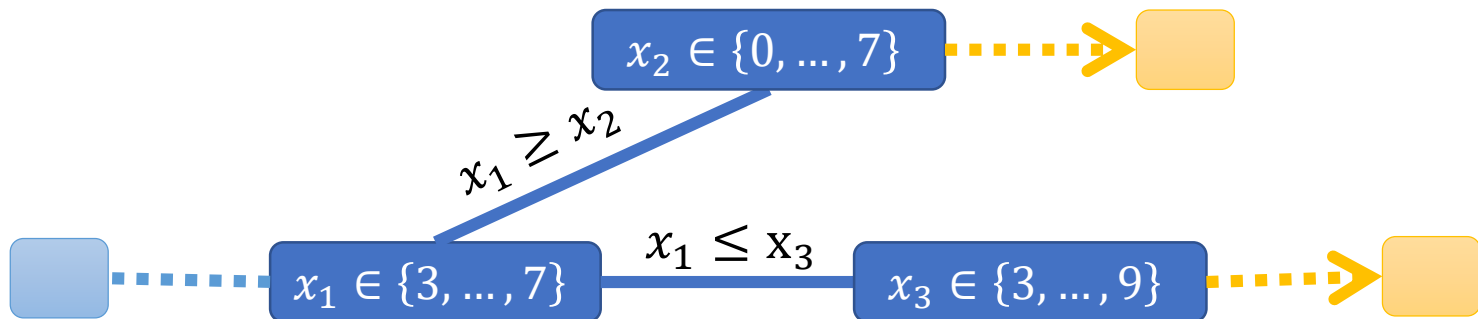 x₂ ∈ {0, … , 7}
x₁ ≥ x₂
x₁ ≤ x₃
x₁ ∈ {3, … , 7}
x₃ ∈ {3, … , 9}